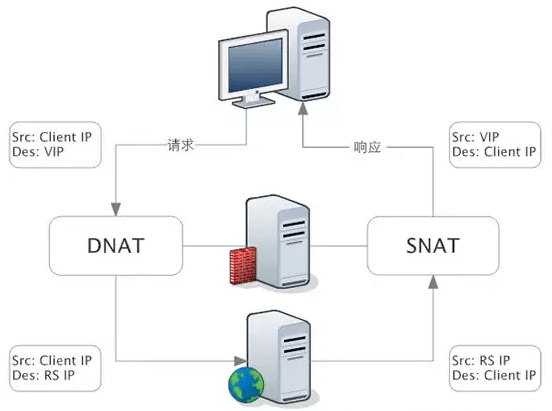 Src: Client IP
Des: VIP
请求
响应
Src: VIP
Des: Client IP
DNAT
SNAT
Src: Client IP
Des: RS IP
Src: RS IP
Des: Client IP